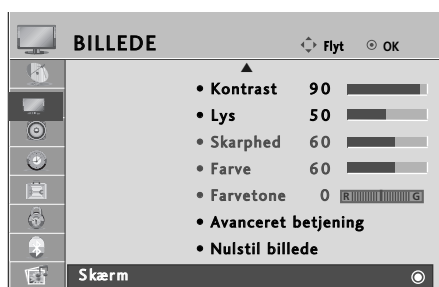 BILLEDE Flyt OK
• Kontrast 90
• Lys 50
• Skarphed 60
• Farve 60
• Farvetone 0 R G
• Avanceret betjening
• Nulstil billede
Skærm